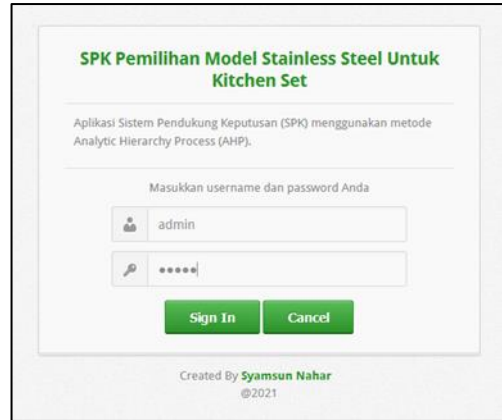 SPK Pemilihan Model Stainless Steel Untuk
Kitchen Set
Aplikasi Sistem Pendukung Keputusan (SPK) menggunakan metode
Analytic Hierarchy Process (AHP).
Masukkan username dan password Anda
admin
•••••
Sign In Cancel
Created By Syamsun Nahar
@2021